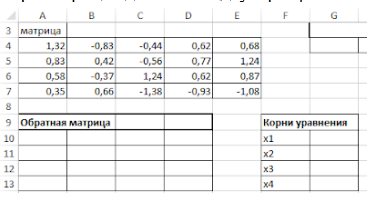 A B C D E F G
3 матрица
4 1,32 -0,83 -0,44 0,62 0,68
5 0,83 0,42 -0,56 0,77 1,24
6 0,58 -0,37 1,24 0,62 0,87
7 0,35 0,66 -1,38 -0,93 -1,08
8
9 Обратная матрица Корни уравнения
10 x1
11 x2
12 x3
13 x4